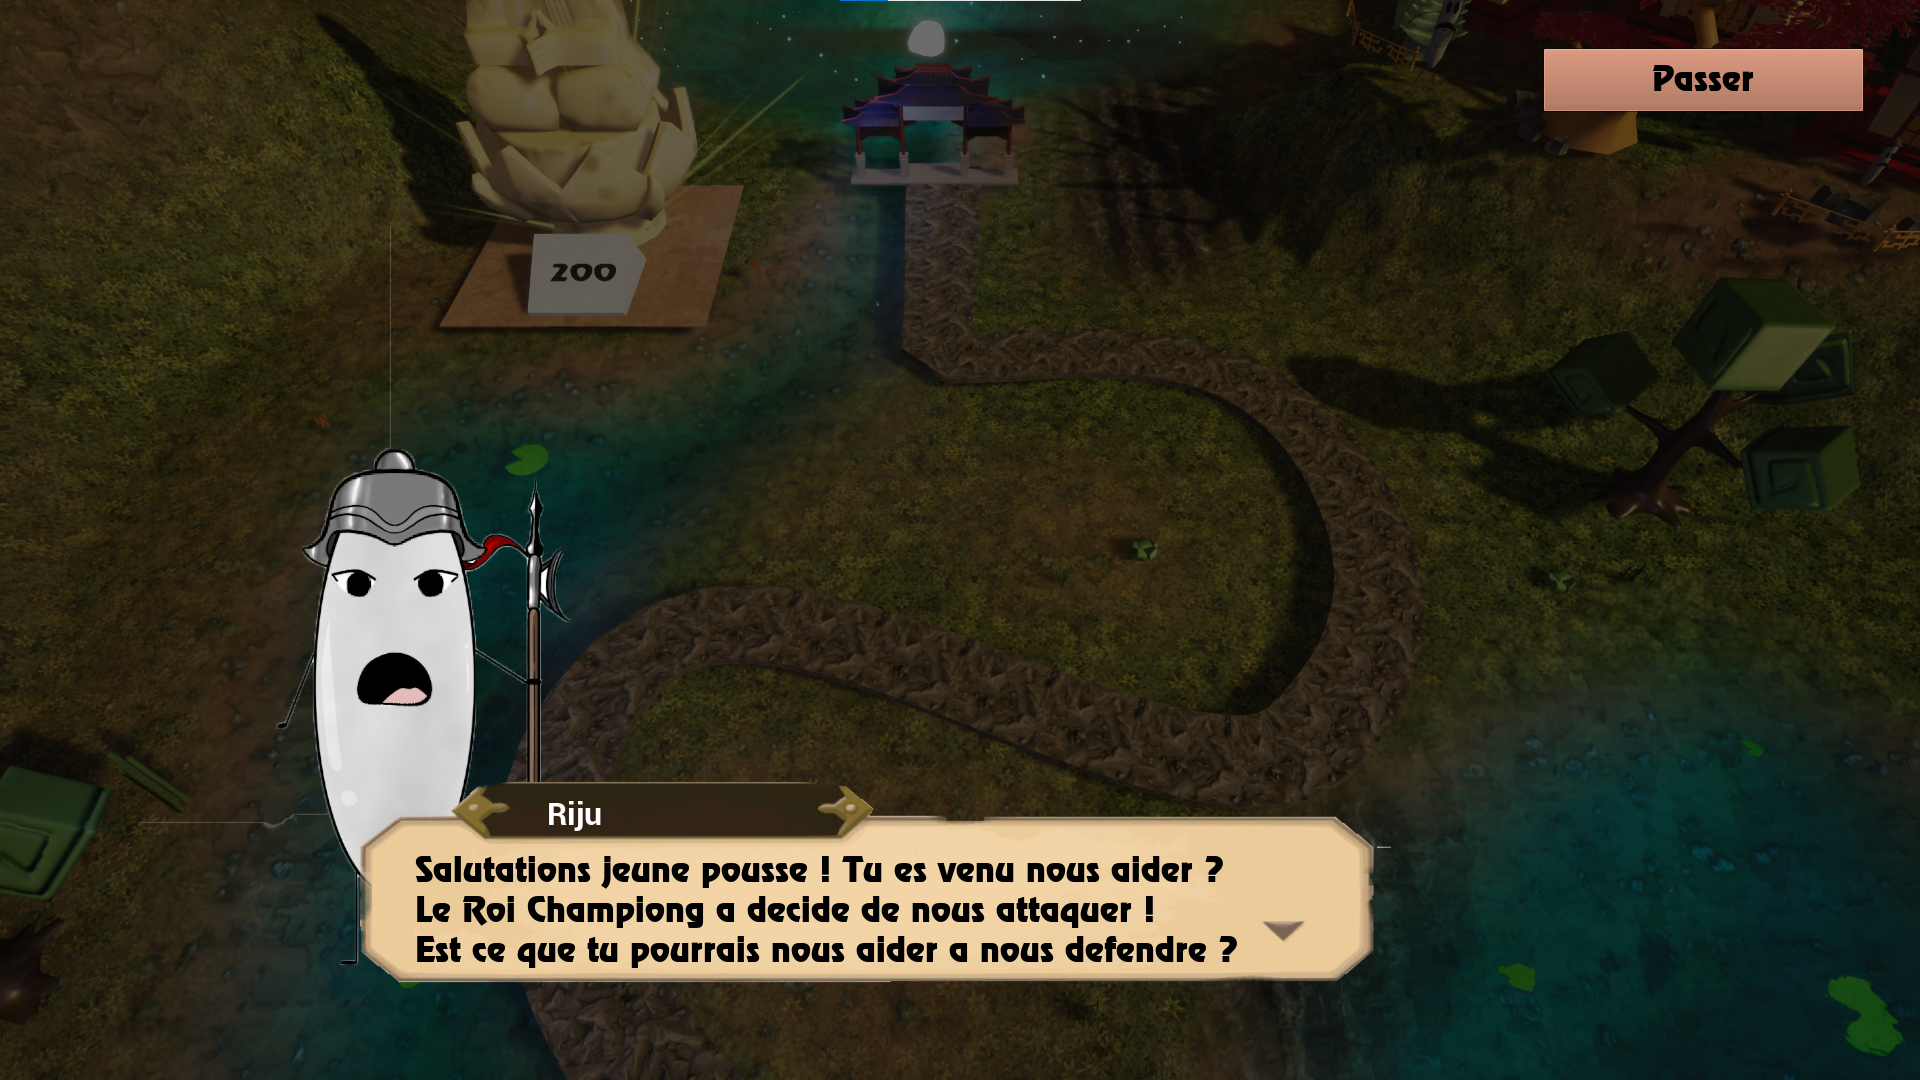 Passer
200
Riju
Salutations jeune pousse ! Tu es venu nous aider ?
Le Roi Championg a decide de nous attaquer !
Est ce que tu pourrais nous aider a nous defendre ?